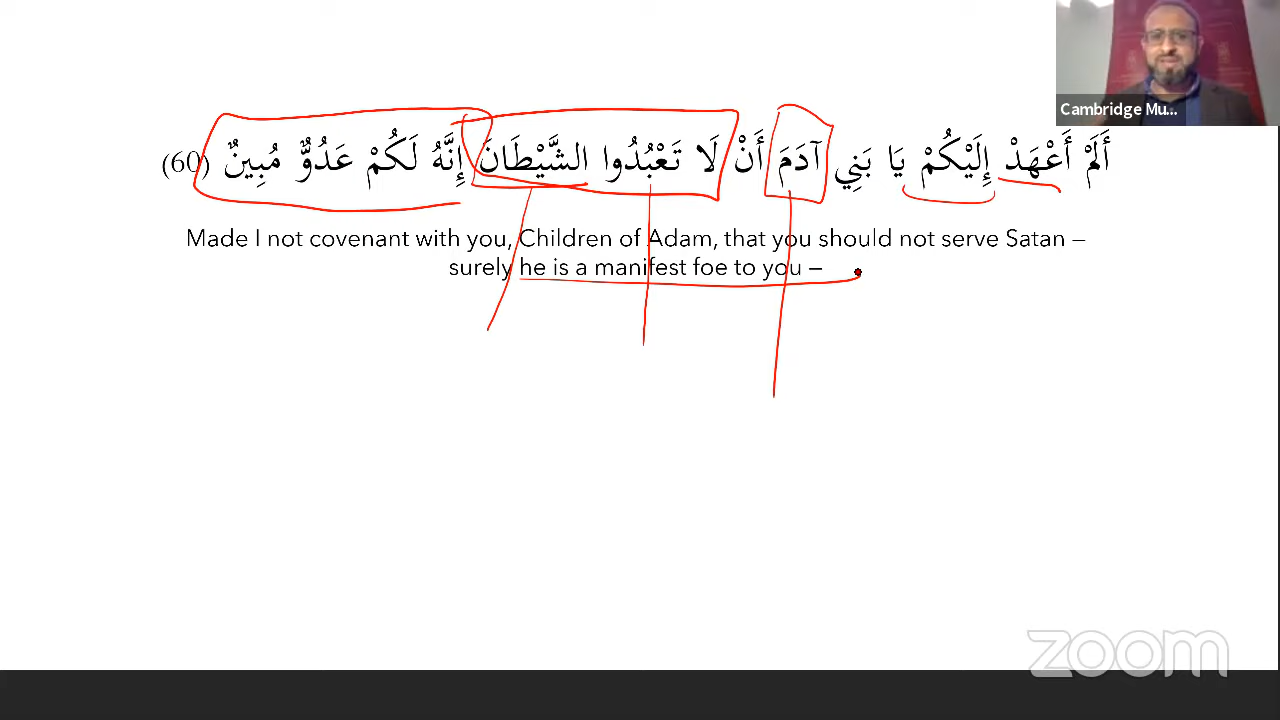 Cambridge Mu...
أَلَمْ أَعْهَدْ إِلَيْكُمْ يَا بَنِي آدَمَ أَنْ لَا تَعْبُدُوا الشَّيْطَانَ إِنَّهُ لَكُمْ عَدُوٌّ مُبِينٌ (60)
Made I not covenant with you, Children of Adam, that you should not serve Satan –
surely he is a manifest foe to you –
zoom